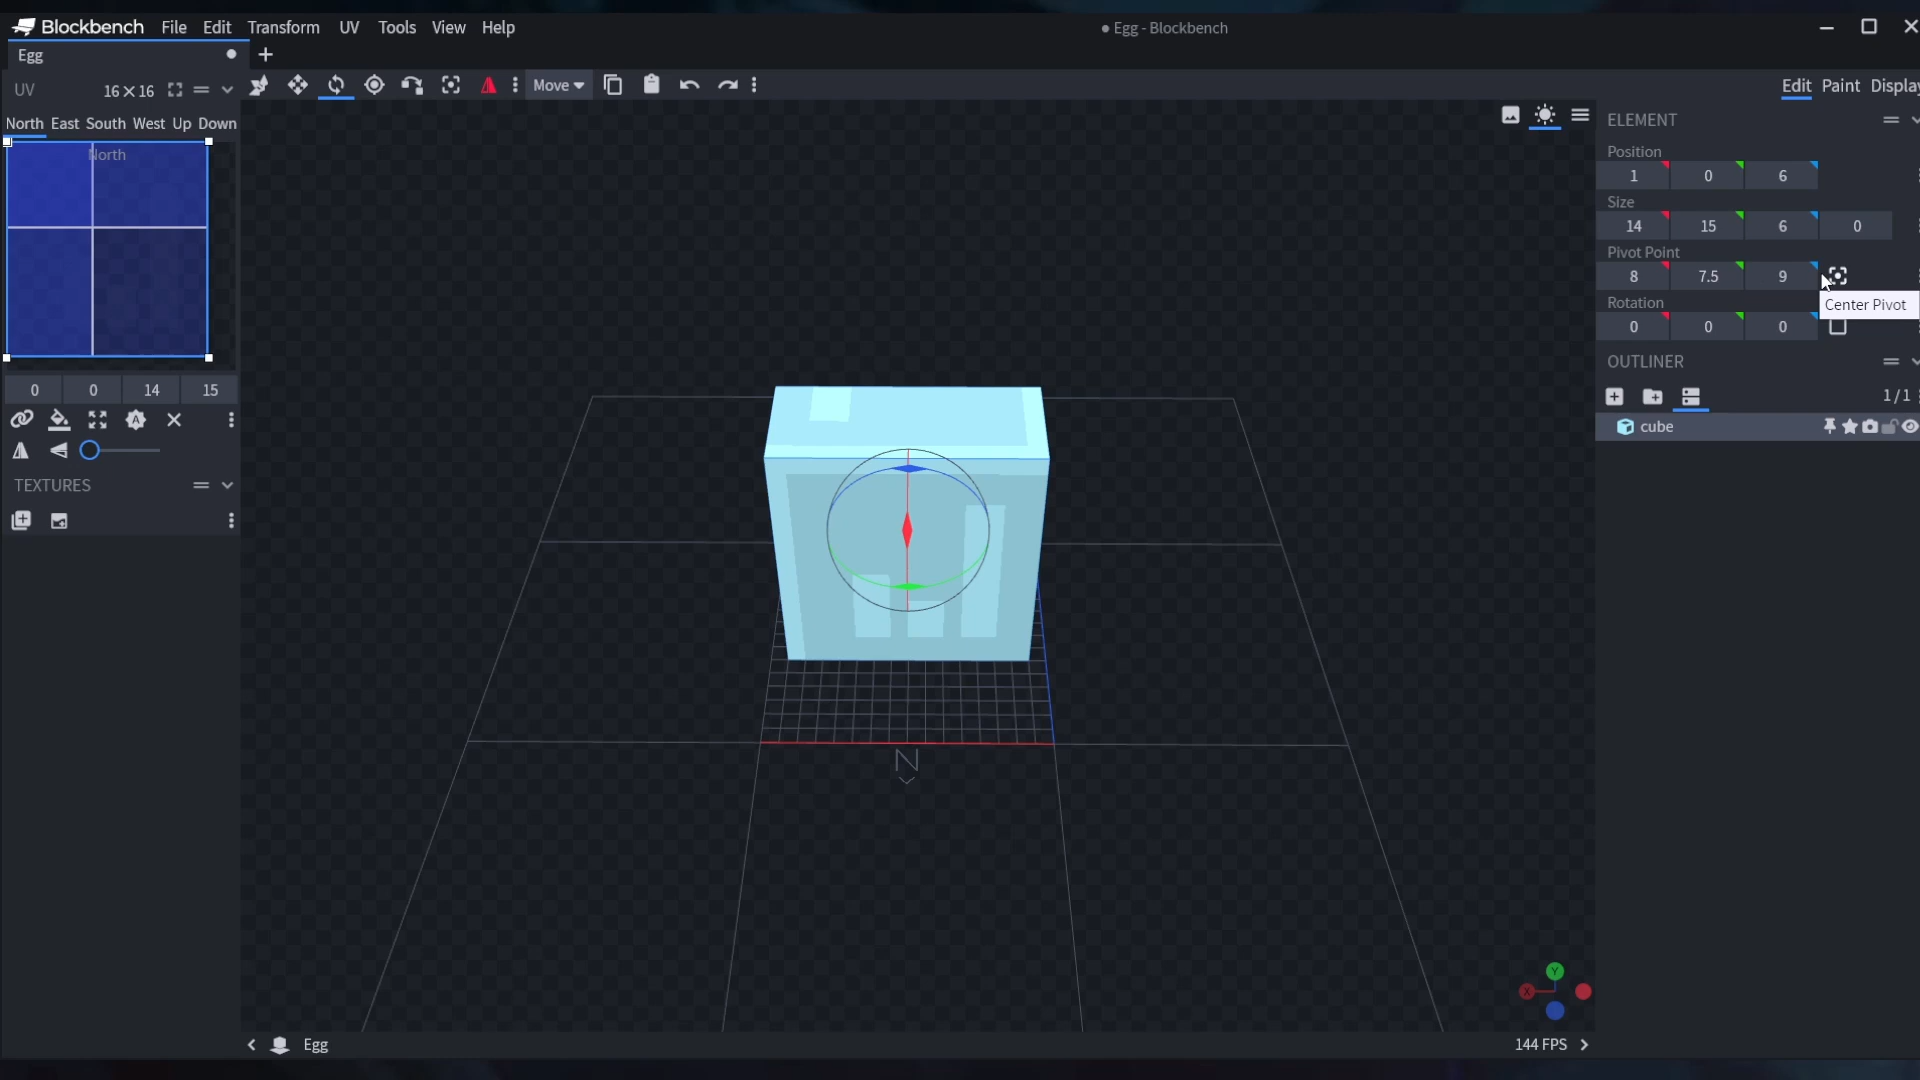 Blockbench File Edit Transform UV Tools View Help
Egg - Blockbench
Egg
UV 16×16
Move
Edit Paint Display
North East South West Up Down
North
ELEMENT
Position
1 0 6
Size
14 15 6 0
Pivot Point
8 7.5 9
Center Pivot
Rotation
0 0 0
OUTLINER
1/1
cube
0 0 14 15
TEXTURES
N
Y
X
Egg
144 FPS